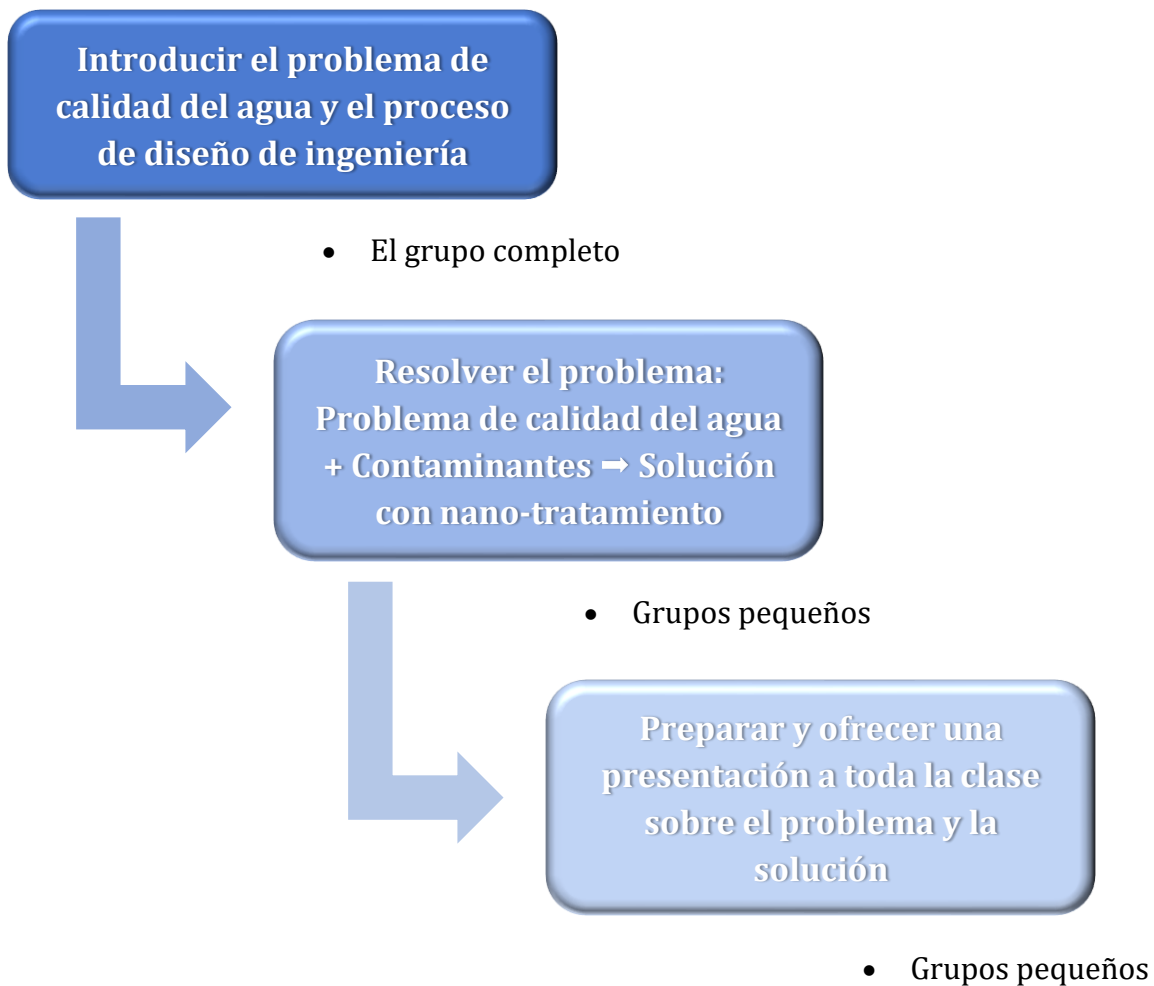 Introducir el problema de
calidad del agua y el proceso
de diseño de ingeniería
• El grupo completo
Resolver el problema:
Problema de calidad del agua
+ Contaminantes ➡ Solución
con nano-tratamiento
• Grupos pequeños
Preparar y ofrecer una
presentación a toda la clase
sobre el problema y la
solución
• Grupos pequeños